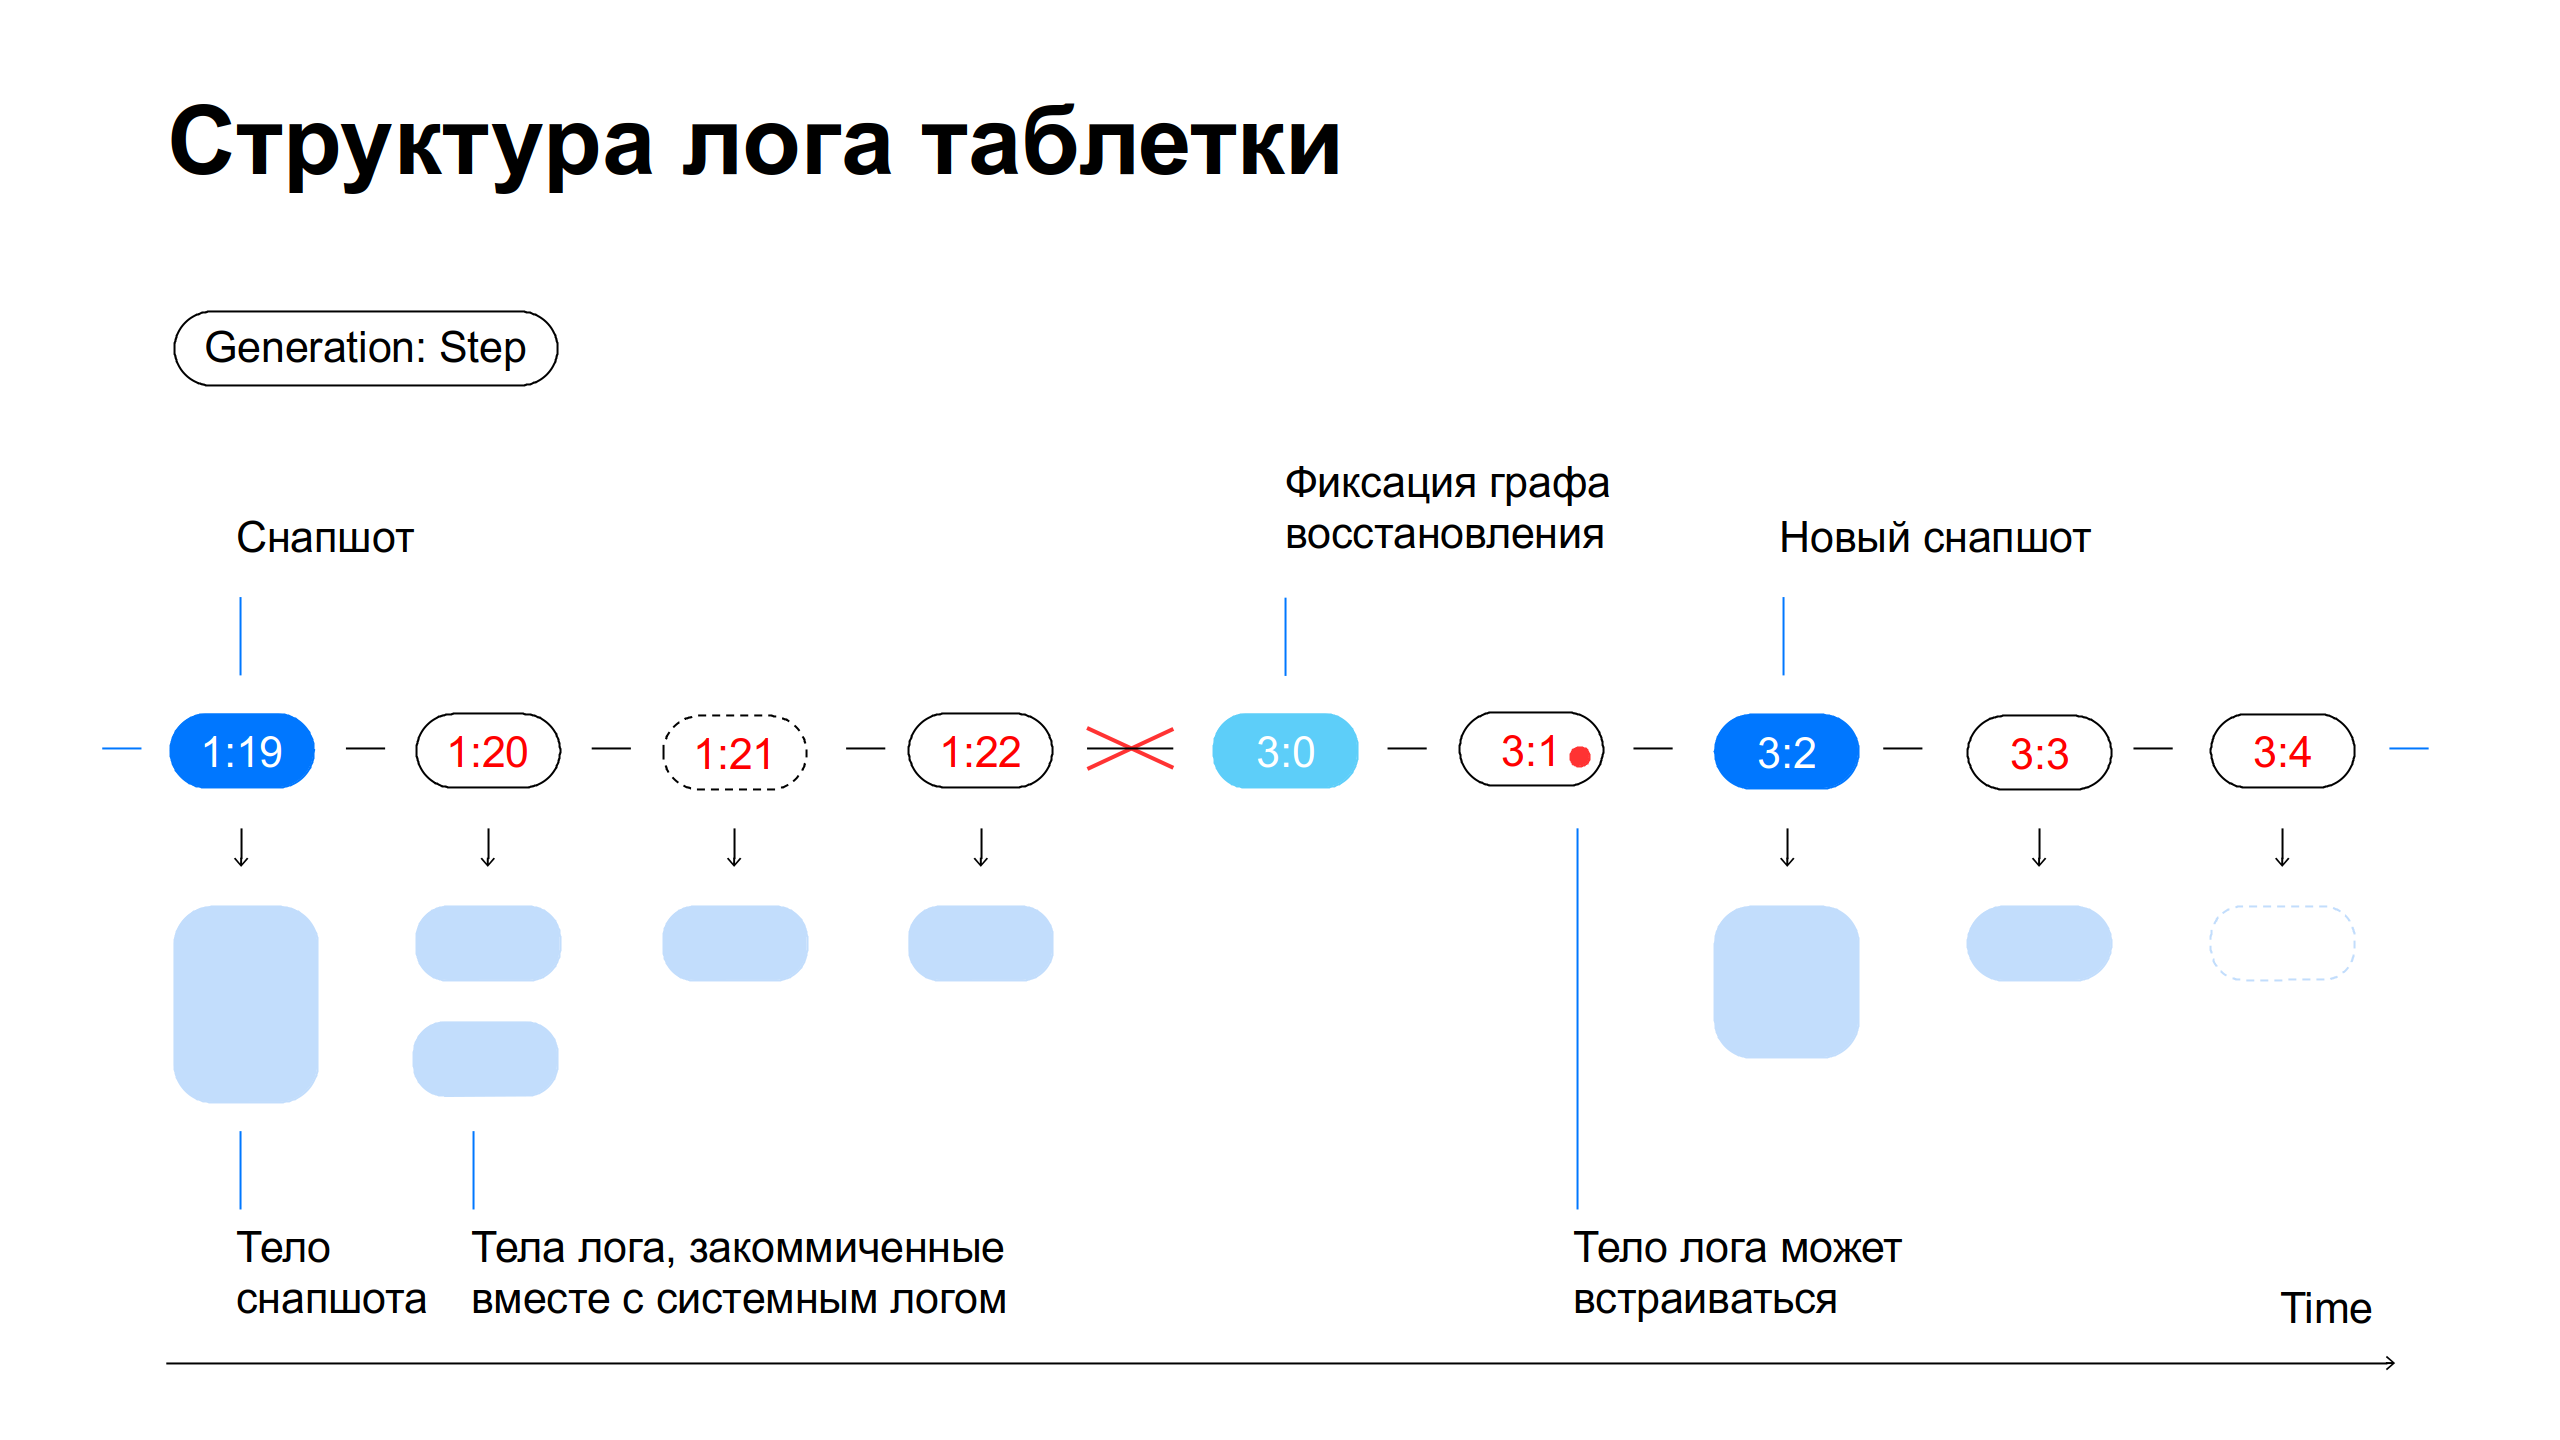 Структура лога таблетки
Generation: Step
Снапшот
Фиксация графа
восстановления
Новый снапшот
1:19
1:20
1:21
1:22
3:0
3:1
3:2
3:3
3:4
Тело
снапшота
Тела лога, закоммиченные
вместе с системным логом
Тело лога может
встраиваться
Time